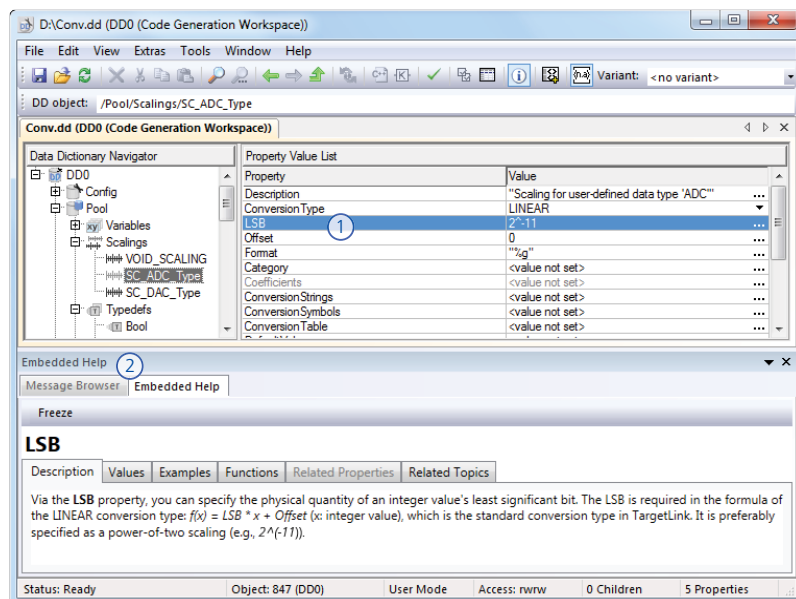 D:\Conv.dd (DD0 (Code Generation Workspace))
File Edit View Extras Tools Window Help
Variant: <no variant>
DD object: /Pool/Scalings/SC_ADC_Type
Conv.dd (DD0 (Code Generation Workspace))
Data Dictionary Navigator
DD0
Config
Pool
Variables
Scalings
VOID_SCALING
SC_ADC_Type
SC_DAC_Type
Typedefs
Bool
Property Value List
Property Value
Description "Scaling for user-defined data type 'ADC'" ...
ConversionType LINEAR
LSB 2^-11 ...
1
Offset 0 ...
Format "%g" ...
Category <value not set> ...
Coefficients <value not set> ...
ConversionStrings <value not set> ...
ConversionSymbols <value not set> ...
ConversionTable <value not set> ...
Embedded Help
2
Message Browser Embedded Help
Freeze
LSB
Description Values Examples Functions Related Properties Related Topics
Via the LSB property, you can specify the physical quantity of an integer value's least significant bit. The LSB is required in the formula of
the LINEAR conversion type: f(x) = LSB * x + Offset (x: integer value), which is the standard conversion type in TargetLink. It is preferably
specified as a power-of-two scaling (e.g., 2^(-11)).
Status: Ready Object: 847 (DD0) User Mode Access: rwrw 0 Children 5 Properties